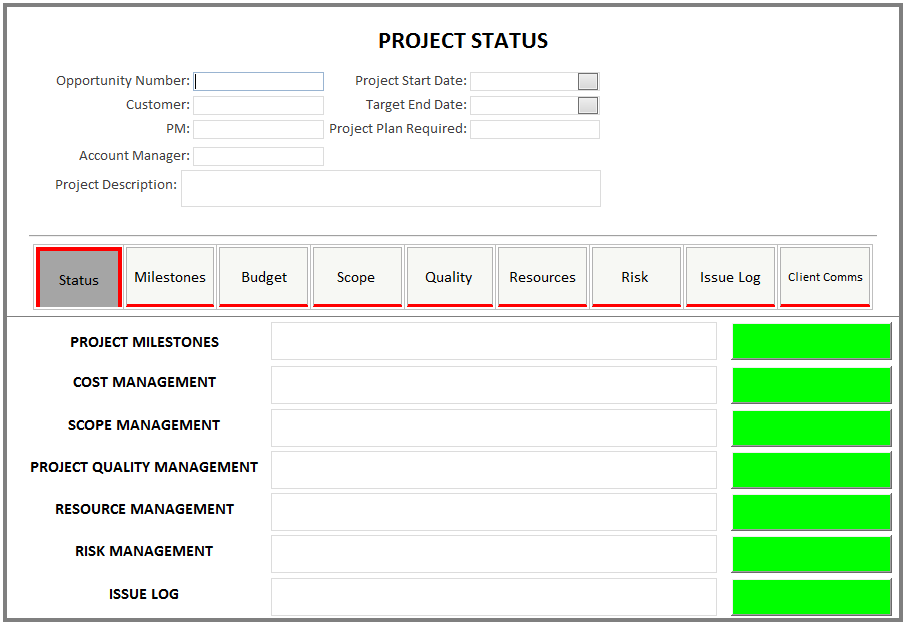 PROJECT STATUS
Opportunity Number: Project Start Date:
Customer: Target End Date:
PM: Project Plan Required:
Account Manager:
Project Description:
Status Milestones Budget Scope Quality Resources Risk Issue Log Client Comms
PROJECT MILESTONES
COST MANAGEMENT
SCOPE MANAGEMENT
PROJECT QUALITY MANAGEMENT
RESOURCE MANAGEMENT
RISK MANAGEMENT
ISSUE LOG